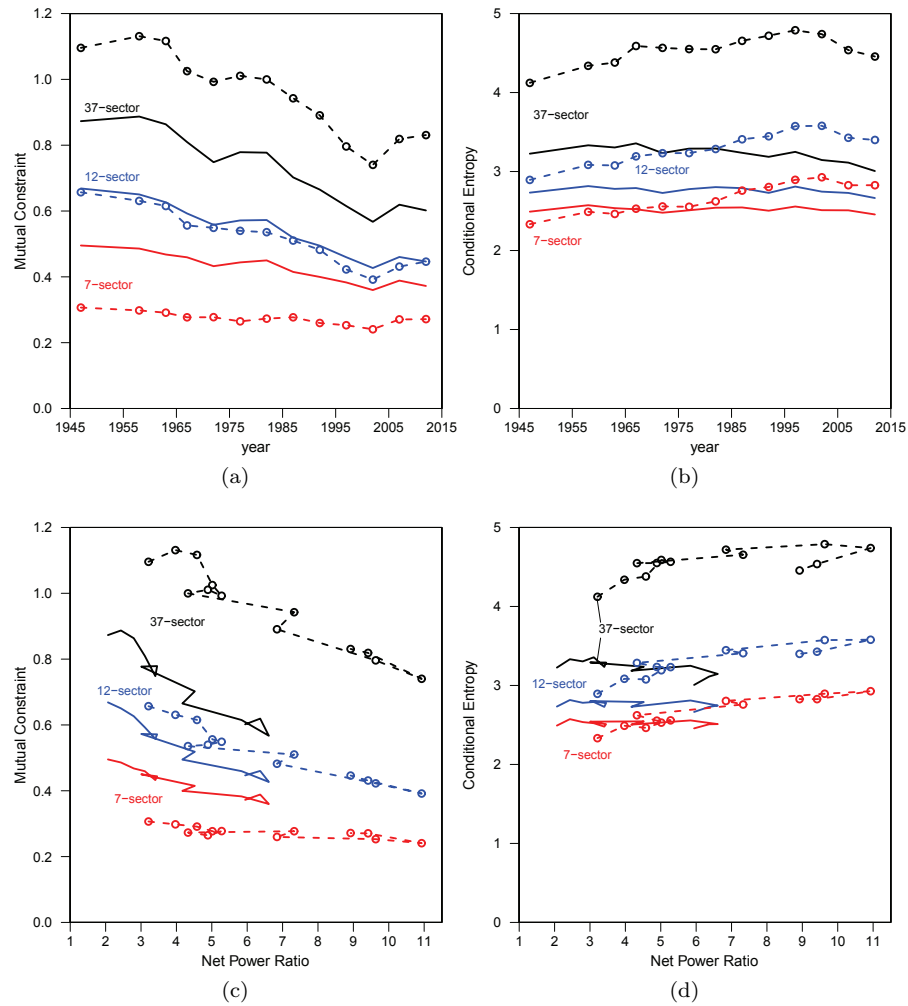 1.2
1.0
0.8
0.6
0.4
0.2
0.0
Mutual Constraint
37-sector
12-sector
7-sector
1945 1955 1965 1975 1985 1995 2005 2015
year
(a)
5
4
3
2
1
0
Conditional Entropy
37-sector
12-sector
7-sector
1945 1955 1965 1975 1985 1995 2005 2015
year
(b)
1.2
1.0
0.8
0.6
0.4
0.2
0.0
Mutual Constraint
37-sector
12-sector
7-sector
1 2 3 4 5 6 7 8 9 10 11
Net Power Ratio
(c)
5
4
3
2
1
0
Conditional Entropy
37-sector
12-sector
7-sector
1 2 3 4 5 6 7 8 9 10 11
Net Power Ratio
(d)